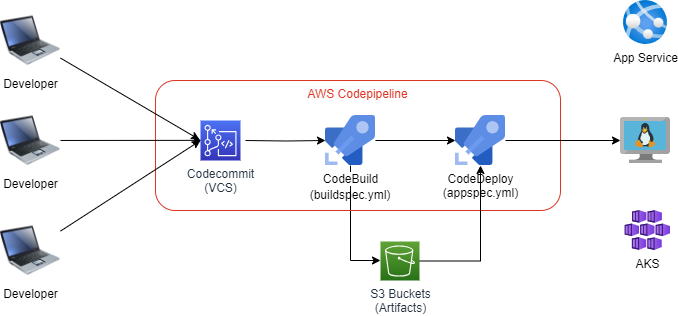 App Service
Developer
AWS Codepipeline
Codecommit
(VCS)
CodeBuild
(buildspec.yml)
CodeDeploy
(appspec.yml)
Developer
Developer
S3 Buckets
(Artifacts)
AKS